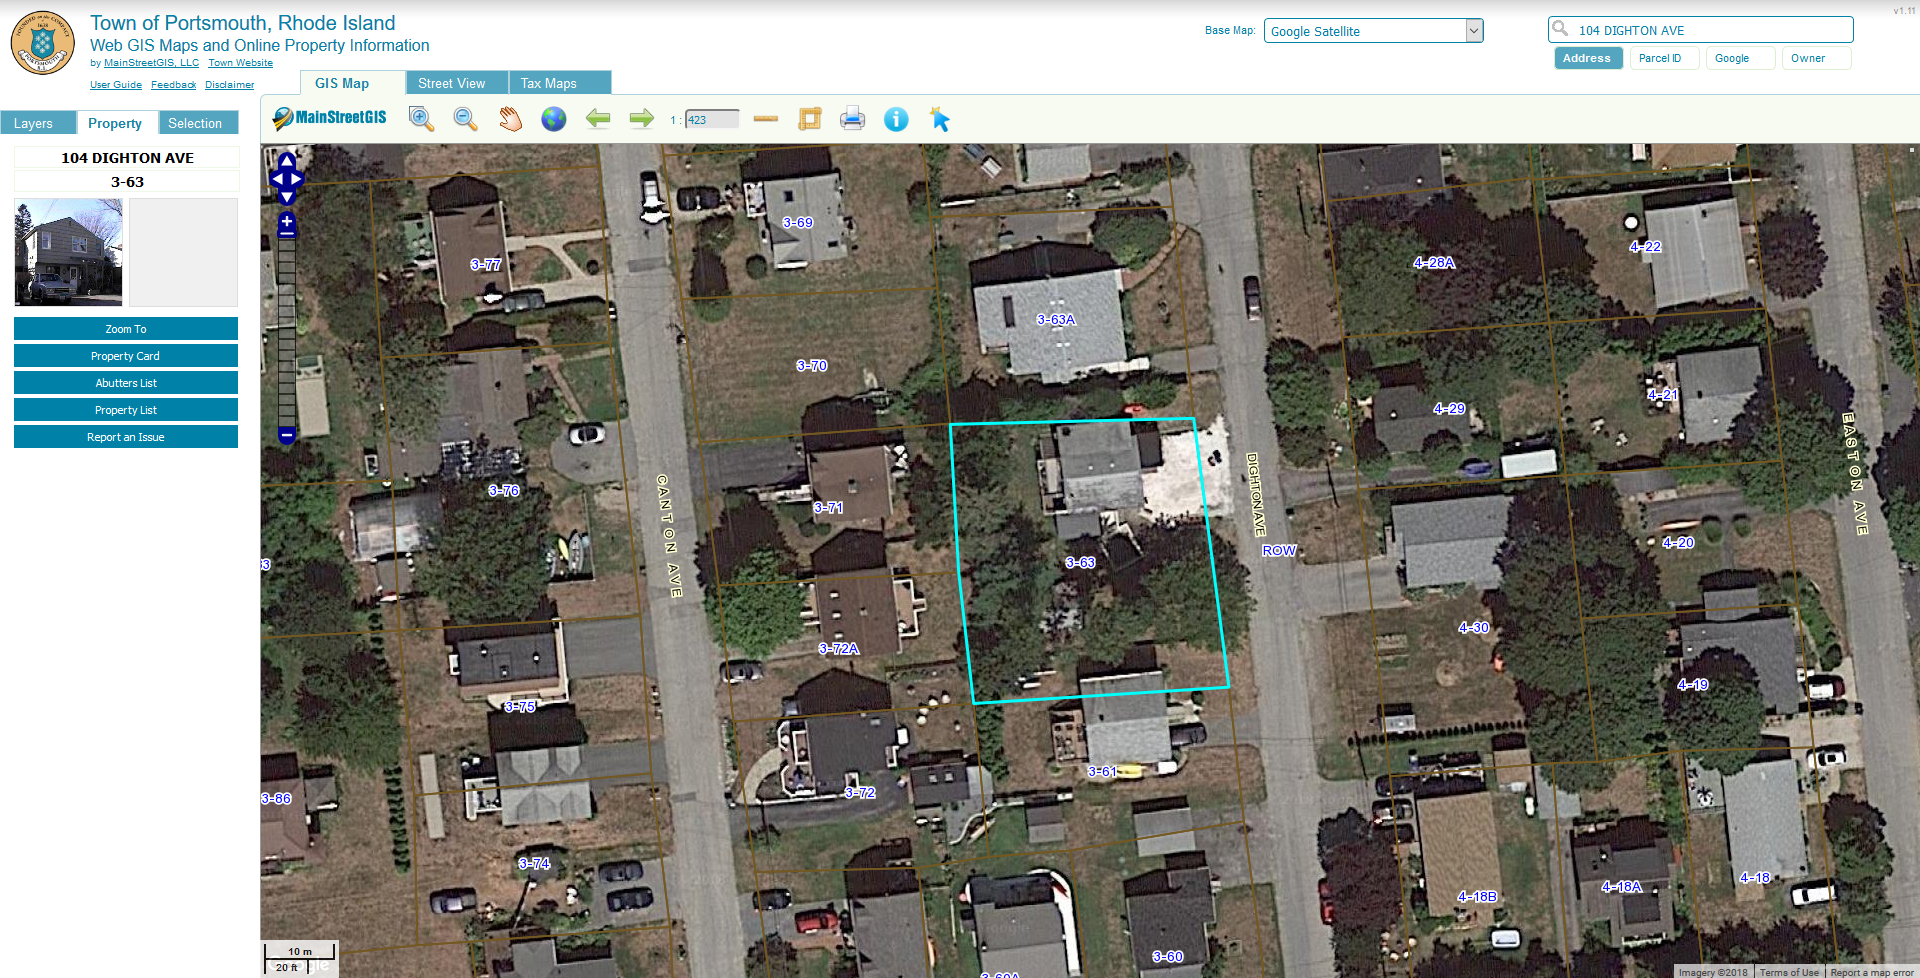 Town of Portsmouth, Rhode Island
Web GIS Maps and Online Property Information
by MainStreetGIS, LLC Town Website
User Guide Feedback Disclaimer
v1.11
Base Map: Google Satellite
104 DIGHTON AVE
Address Parcel ID Google Owner
GIS Map Street View Tax Maps
Layers Property Selection
MainStreetGIS
1 : 423
104 DIGHTON AVE
3-63
Zoom To
Property Card
Abutters List
Property List
Report an Issue
3-69
3-77
4-22
4-28A
3-63A
3-70
4-21
4-29
3-76
3-71
CANTON AVE
DIGHTON AVE
EASTON AVE
ROW
4-20
3-63
4-30
3-72A
4-19
3-75
3-61
3-72
3-86
3-74
4-18
4-18A
4-18B
3-60
3-60A
10 m
20 ft
Imagery ©2018 Terms of Use Report a map error